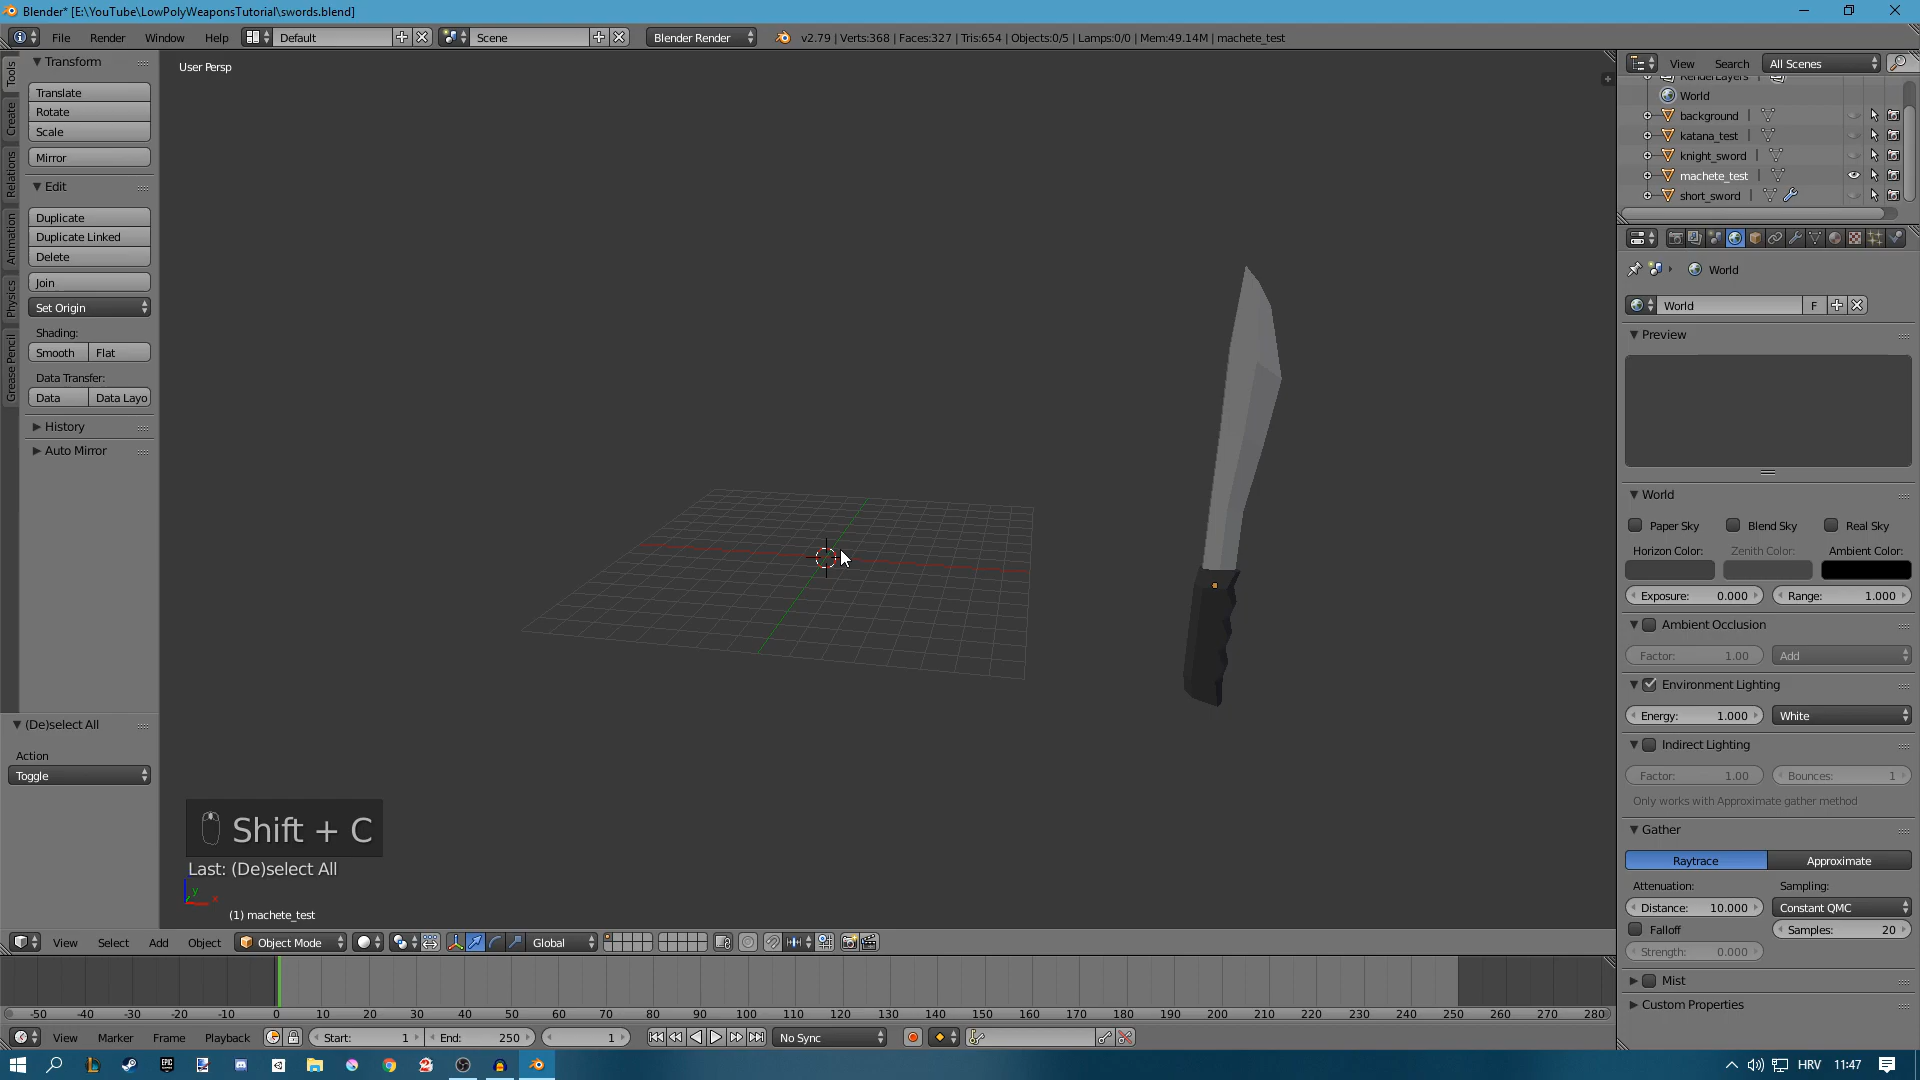 Blender* [E:\YouTube\LowPolyWeaponsTutorial\swords.blend]
File Render Window Help Default Scene Blender Render v2.79 | Verts:368 | Faces:327 | Tris:654 | Objects:0/5 | Lamps:0/0 | Mem:49.14M | machete_test
Tools
Create
Relations
Animation
Physics
Grease Pencil
Transform
Translate
Rotate
Scale
Mirror
Edit
Duplicate
Duplicate Linked
Delete
Join
Set Origin
Shading:
Smooth Flat
Data Transfer:
Data Data Layo
History
Auto Mirror
(De)select All
Action
Toggle
User Persp
Shift + C
Last: (De)select All
y x
(1) machete_test
View Select Add Object Object Mode Global
-50 -40 -30 -20 -10 0 10 20 30 40 50 60 70 80 90 100 110 120 130 140 150 160 170 180 190 200 210 220 230 240 250 260 270 280
View Marker Frame Playback Start: 1 End: 250 1 No Sync
View Search All Scenes
RenderLayers
World
background
katana_test
knight_sword
machete_test
short_sword
World
World F
Preview
World
Paper Sky Blend Sky Real Sky
Horizon Color: Zenith Color: Ambient Color:
Exposure: 0.000 Range: 1.000
Ambient Occlusion
Factor: 1.00 Add
Environment Lighting
Energy: 1.000 White
Indirect Lighting
Factor: 1.00 Bounces: 1
Only works with Approximate gather method
Gather
Raytrace Approximate
Attenuation: Sampling:
Distance: 10.000 Constant QMC
Falloff Samples: 20
Strength: 0.000
Mist
Custom Properties
EPIC
HRV 11:47